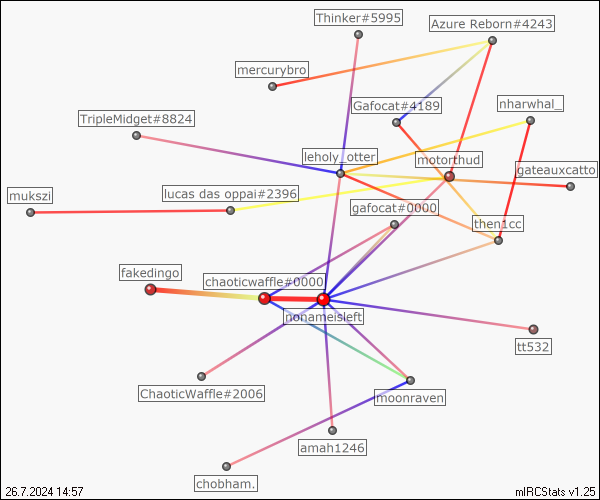 Thinker#5995
Azure Reborn#4243
mercurybro
Gafocat#4189
nharwhal_
TripleMidget#8824
leholy_otter
motorthud
gateauxcatto
mukszi
lucas das oppai#2396
gafocat#0000
then1cc
fakedingo
chaoticwaffle#0000
nonameisleft
tt532
ChaoticWaffle#2006
moonraven
amah1246
chobham.
26.7.2024 14:57
mIRCStats v1.25